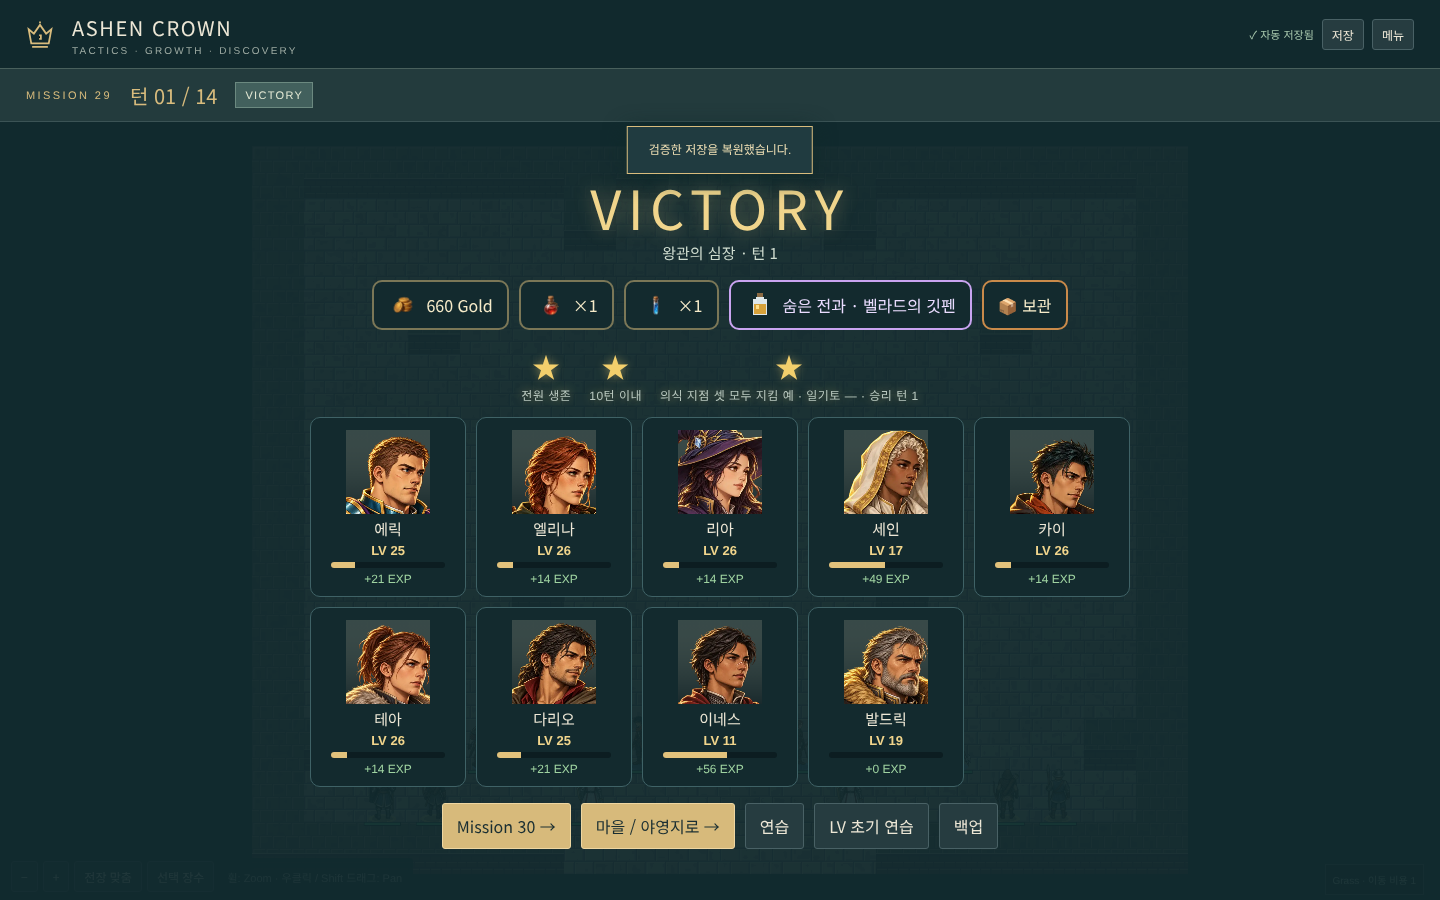 ASHEN CROWN
TACTICS · GROWTH · DISCOVERY
✓ 자동 저장됨
저장
메뉴
MISSION 29
턴 01 / 14
VICTORY
검증한 저장을 복원했습니다.
VICTORY
왕관의 심장 · 턴 1
660 Gold
×1
×1
숨은 전과 · 벨라드의 깃펜
보관
전원 생존
10턴 이내
의식 지점 셋 모두 지킴 예 · 일기토 — · 승리 턴 1
에릭
LV 25
+21 EXP
엘리나
LV 26
+14 EXP
리아
LV 26
+14 EXP
세인
LV 17
+49 EXP
카이
LV 26
+14 EXP
테아
LV 26
+14 EXP
다리오
LV 25
+21 EXP
이네스
LV 11
+56 EXP
발드릭
LV 19
+0 EXP
Mission 30 →
마을 / 야영지로 →
연습
LV 초기 연습
백업
전장 맞춤
선택 장수